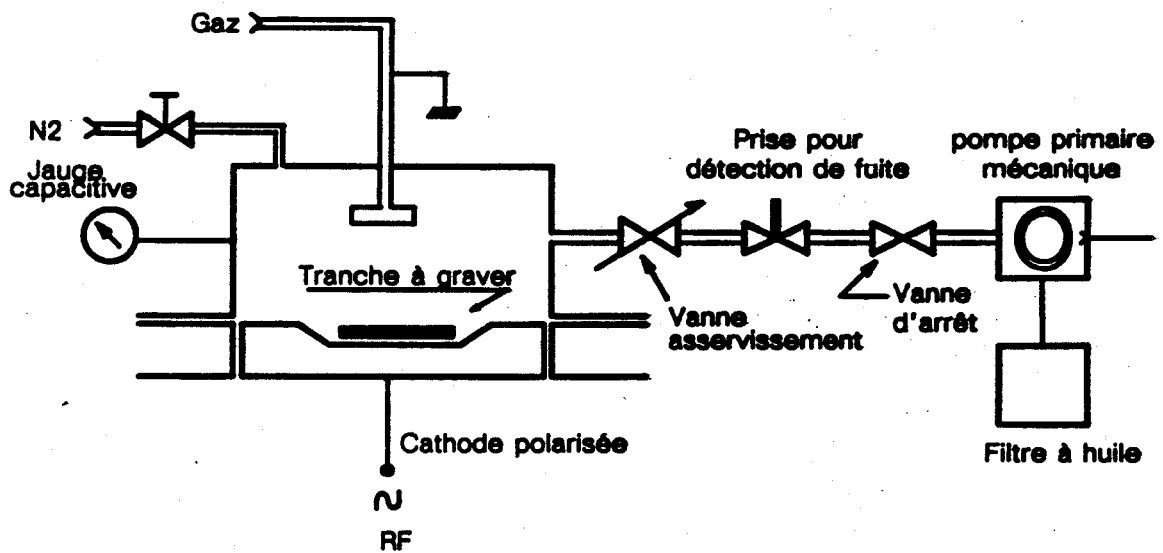 Gaz
N2
Jauge
capacitive
Prise pour
détection de fuite
pompe primaire
mécanique
Tranche à graver
Vanne
asservissement
Vanne
d'arrêt
Cathode polarisée
Filtre à huile
RF